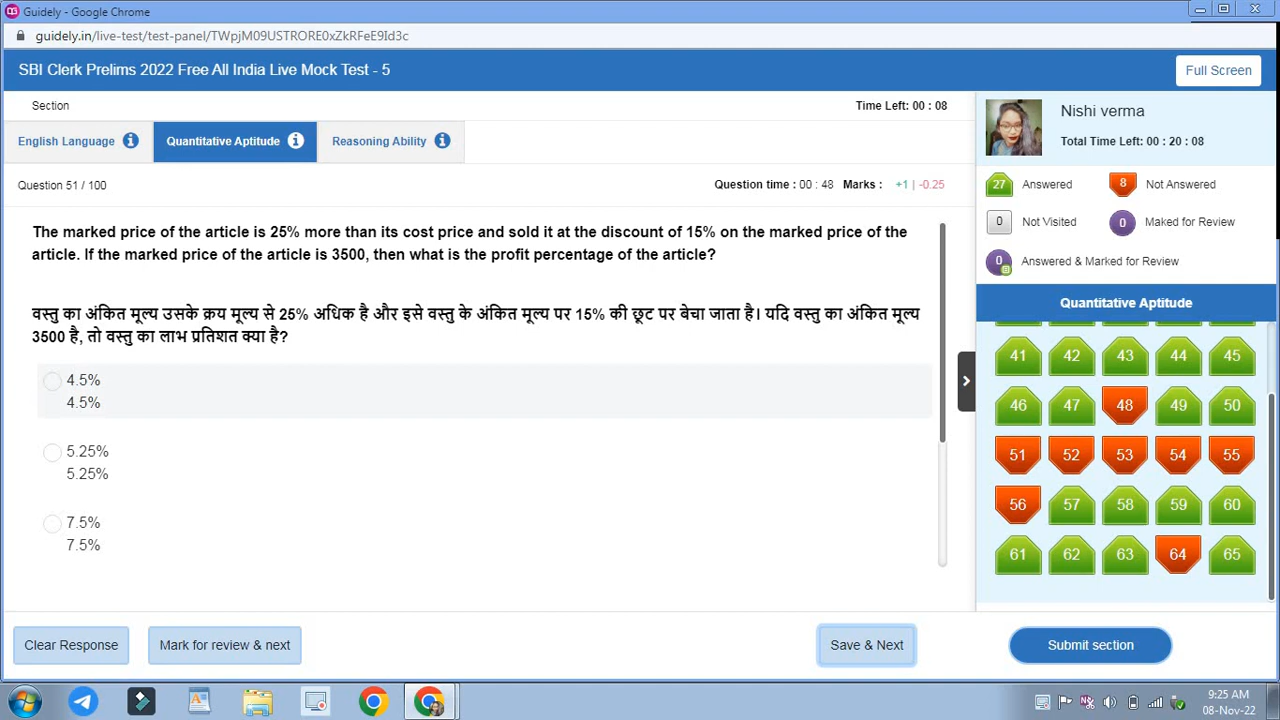 Guidely - Google Chrome
guidely.in/live-test/test-panel/TWpjM09USTRORE0xZkRFeE9Id3c
SBI Clerk Prelims 2022 Free All India Live Mock Test - 5
Full Screen
Section
Time Left: 00 : 08
English Language
Quantitative Aptitude
Reasoning Ability
Nishi verma
Total Time Left: 00 : 20 : 08
Question 51 / 100
Question time : 00 : 48 Marks : +1 | -0.25
27 Answered
8 Not Answered
0 Not Visited
0 Maked for Review
0 Answered & Marked for Review
The marked price of the article is 25% more than its cost price and sold it at the discount of 15% on the marked price of the
article. If the marked price of the article is 3500, then what is the profit percentage of the article?
वस्तु का अंकित मूल्य उसके क्रय मूल्य से 25% अधिक है और इसे वस्तु के अंकित मूल्य पर 15% की छूट पर बेचा जाता है। यदि वस्तु का अंकित मूल्य
3500 है, तो वस्तु का लाभ प्रतिशत क्या है?
4.5%
4.5%
5.25%
5.25%
7.5%
7.5%
Quantitative Aptitude
41 42 43 44 45
46 47 48 49 50
51 52 53 54 55
56 57 58 59 60
61 62 63 64 65
Clear Response
Mark for review & next
Save & Next
Submit section
9:25 AM
08-Nov-22